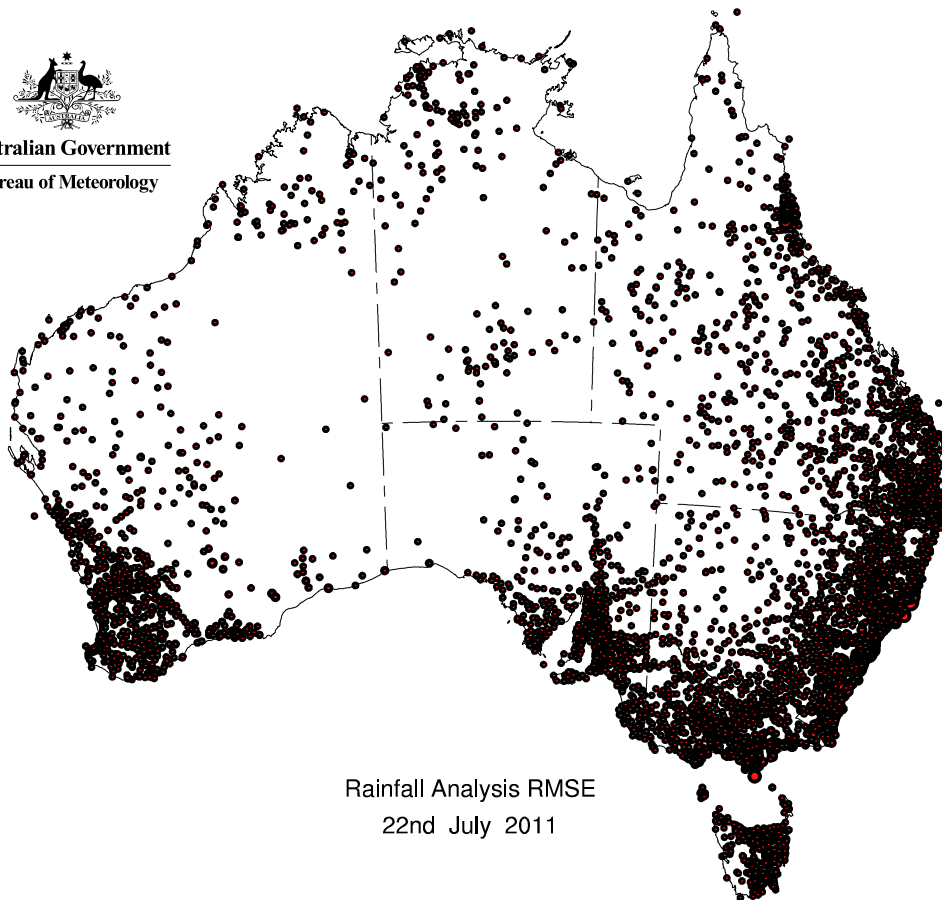 AUSTRALIA
tralian Government
reau of Meteorology
Rainfall Analysis RMSE
22nd July 2011